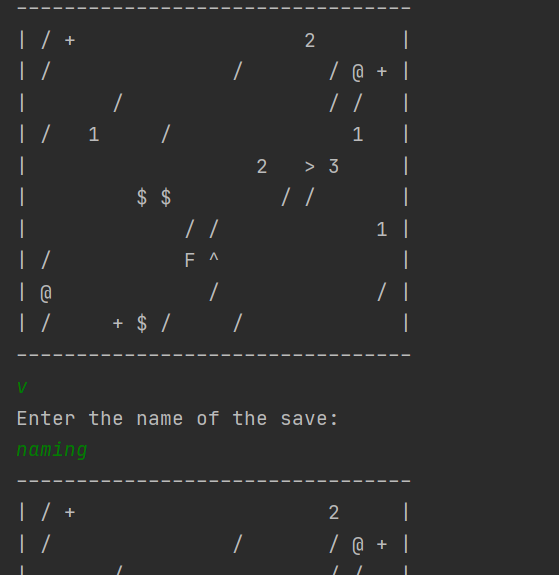 ---------------------------------
| / +                   2       |
| /               /       / @ + |
|       /                 / /   |
| /   1     /               1   |
|                   2   > 3     |
|         $ $         / /       |
|             / /             1 |
| /           F ^               |
| @             /             / |
| /     + $ /     /             |
---------------------------------
v
Enter the name of the save:
naming
---------------------------------
| / +                     2     |
| /               /       / @ + |
|       /                 / /   |